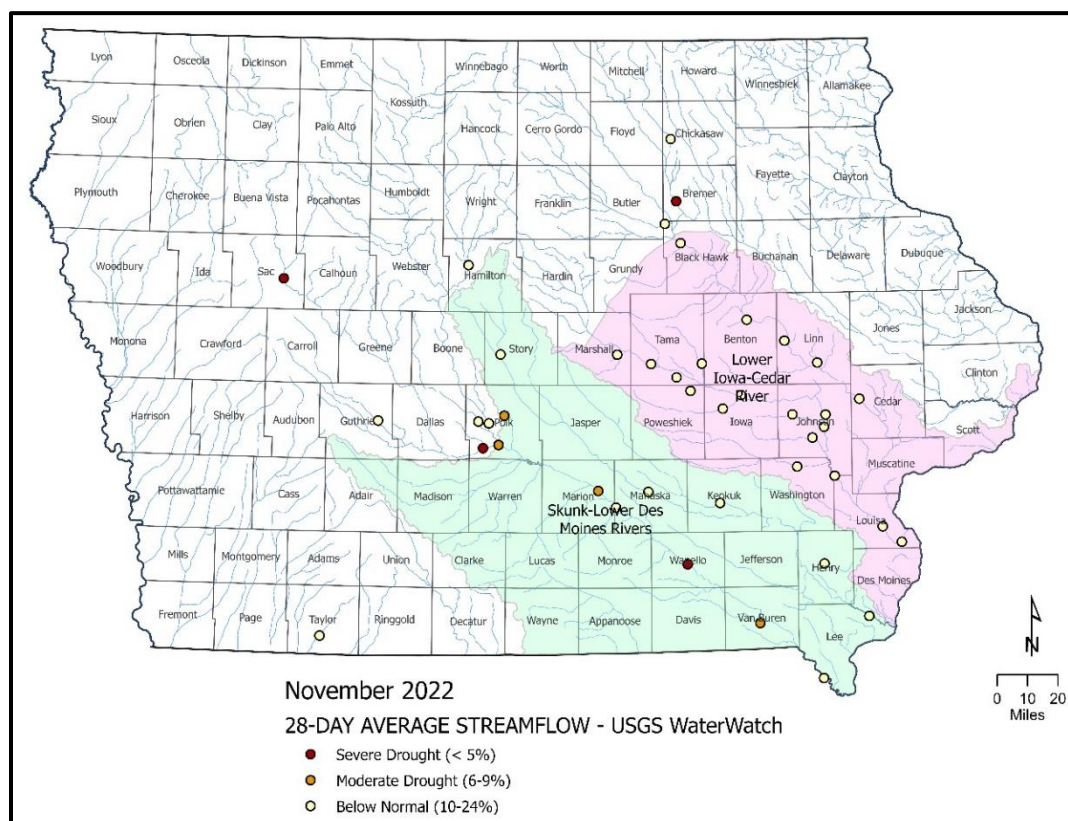 Lyon
Osceola
Dickinson
Emmet
Winnebago
Worth
Mitchell
Howard
Winneshiek
Allamakee
Kossuth
Sioux
Obrien
Clay
Palo Alto
Hancock
Cerro Gordo
Floyd
Chickasaw
Plymouth
Cherokee
Buena Vista
Pocahontas
Humboldt
Wright
Franklin
Butler
Bremer
Fayette
Clayton
Woodbury
Ida
Sac
Calhoun
Webster
Hamilton
Hardin
Grundy
Black Hawk
Buchanan
Delaware
Dubuque
Jackson
Jones
Monona
Crawford
Carroll
Greene
Boone
Story
Marshall
Tama
Benton
Linn
Clinton
Lower
Iowa-Cedar
River
Cedar
Scott
Harrison
Shelby
Audubon
Guthrie
Dallas
Polk
Jasper
Poweshiek
Iowa
Johnson
Muscatine
Pottawattamie
Cass
Adair
Madison
Warren
Marion
Mahaska
Keokuk
Washington
Louisa
Skunk-Lower Des
Moines Rivers
Mills
Montgomery
Adams
Union
Clarke
Lucas
Monroe
Wapello
Jefferson
Henry
Des Moines
Fremont
Page
Taylor
Ringgold
Decatur
Wayne
Appanoose
Davis
Van Buren
Lee
N
0 10 20
Miles
November 2022
28-DAY AVERAGE STREAMFLOW - USGS WaterWatch
Severe Drought (< 5%)
Moderate Drought (6-9%)
Below Normal (10-24%)